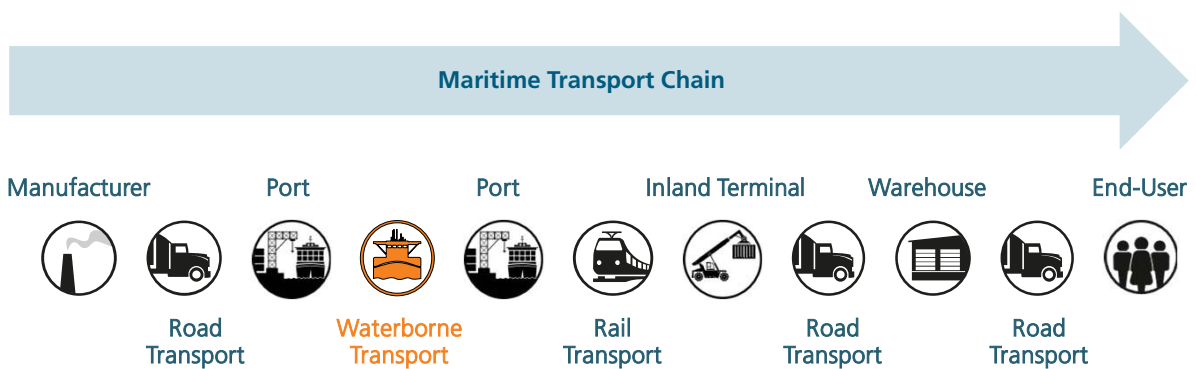 Maritime Transport Chain
Manufacturer
Port
Port
Inland Terminal
Warehouse
End-User
Road
Transport
Waterborne
Transport
Rail
Transport
Road
Transport
Road
Transport